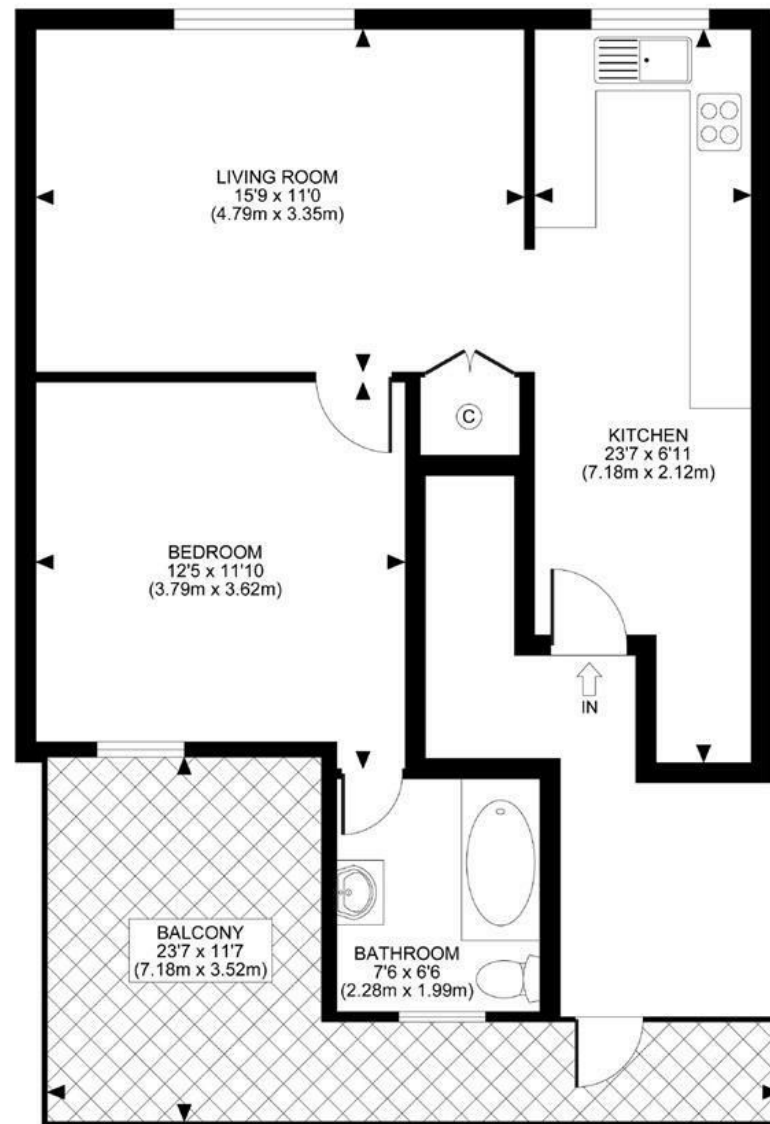 LIVING ROOM
15'9 x 11'0
(4.79m x 3.35m)
KITCHEN
23'7 x 6'11
(7.18m x 2.12m)
C
BEDROOM
12'5 x 11'10
(3.79m x 3.62m)
IN
BALCONY
23'7 x 11'7
(7.18m x 3.52m)
BATHROOM
7'6 x 6'6
(2.28m x 1.99m)